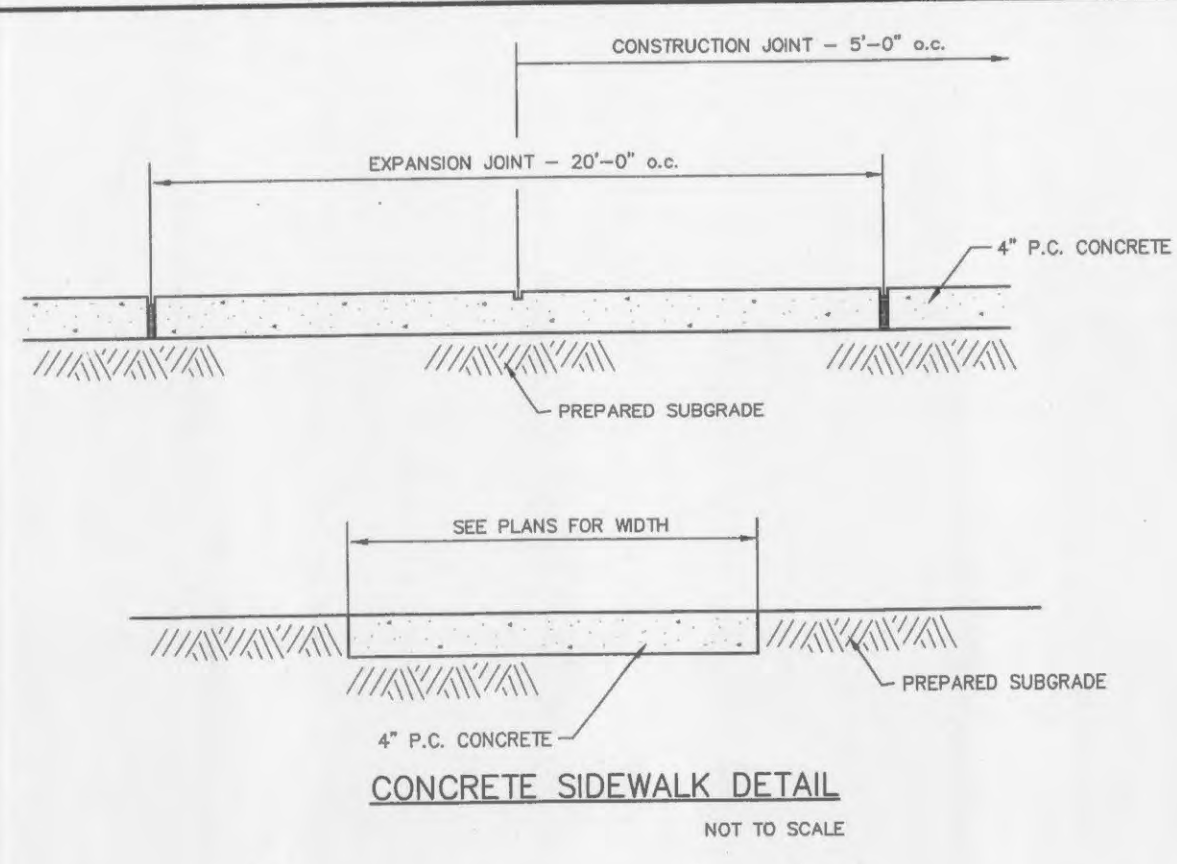 CONSTRUCTION JOINT - 5'-0" o.c.
EXPANSION JOINT - 20'-0" o.c.
4" P.C. CONCRETE
PREPARED SUBGRADE
SEE PLANS FOR WIDTH
PREPARED SUBGRADE
4" P.C. CONCRETE
CONCRETE SIDEWALK DETAIL
NOT TO SCALE